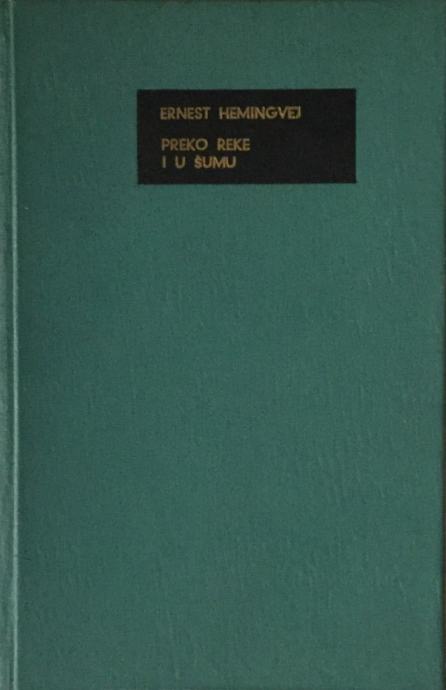 ERNEST HEMINGVEJ
PREKO REKE
I U ŠUMU